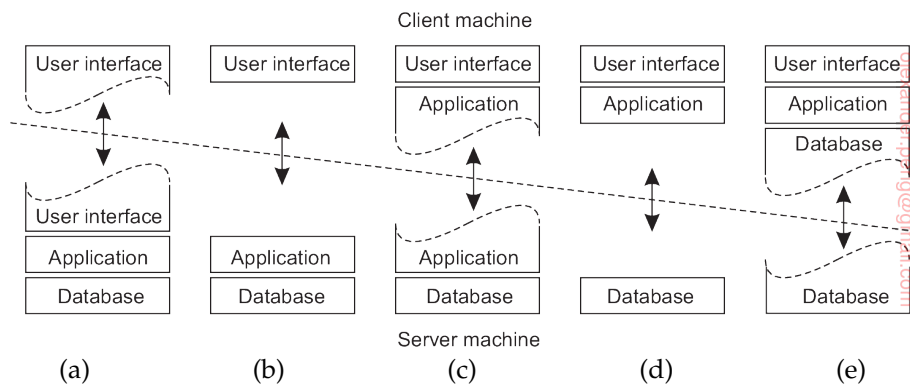 Client machine
User interface User interface User interface User interface User interface
Application Application Application
Database
User interface
Application Application Application
Database Database Database Database Database
Server machine
(a) (b) (c) (d) (e)